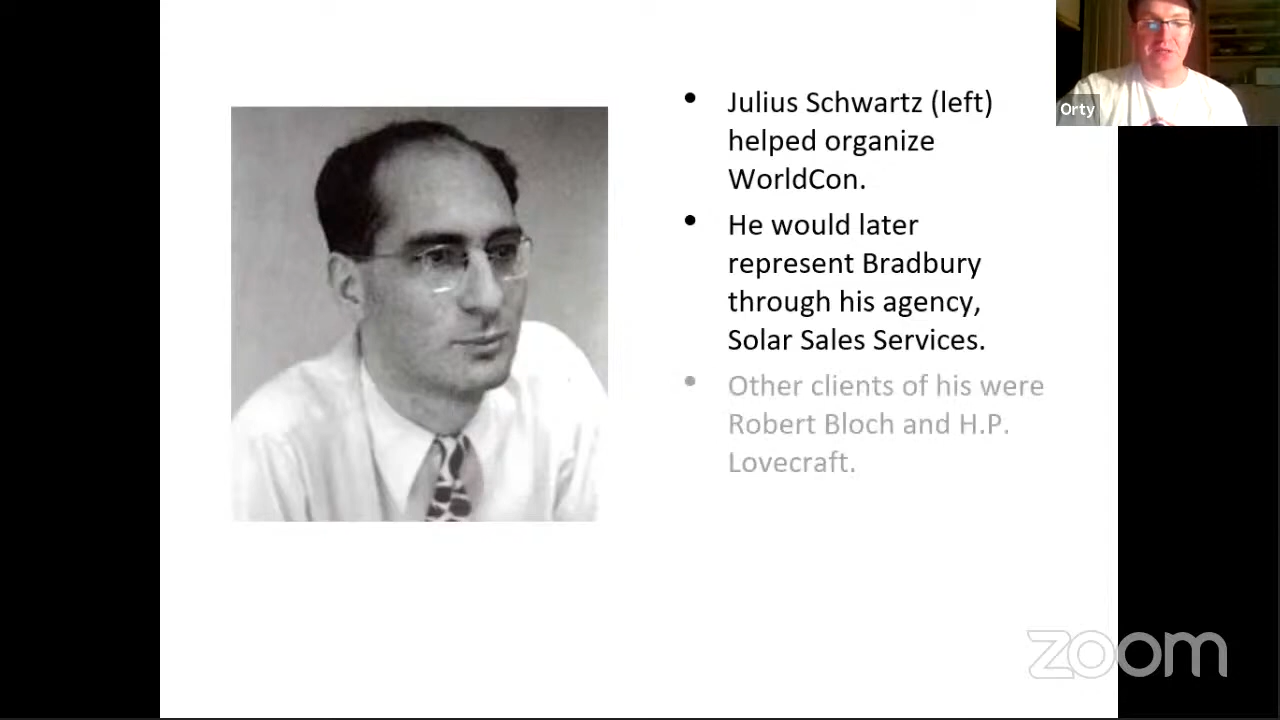 Julius Schwartz (left)
helped organize
WorldCon.
He would later
represent Bradbury
through his agency,
Solar Sales Services.
Other clients of his were
Robert Bloch and H.P.
Lovecraft.
Orty
zoom